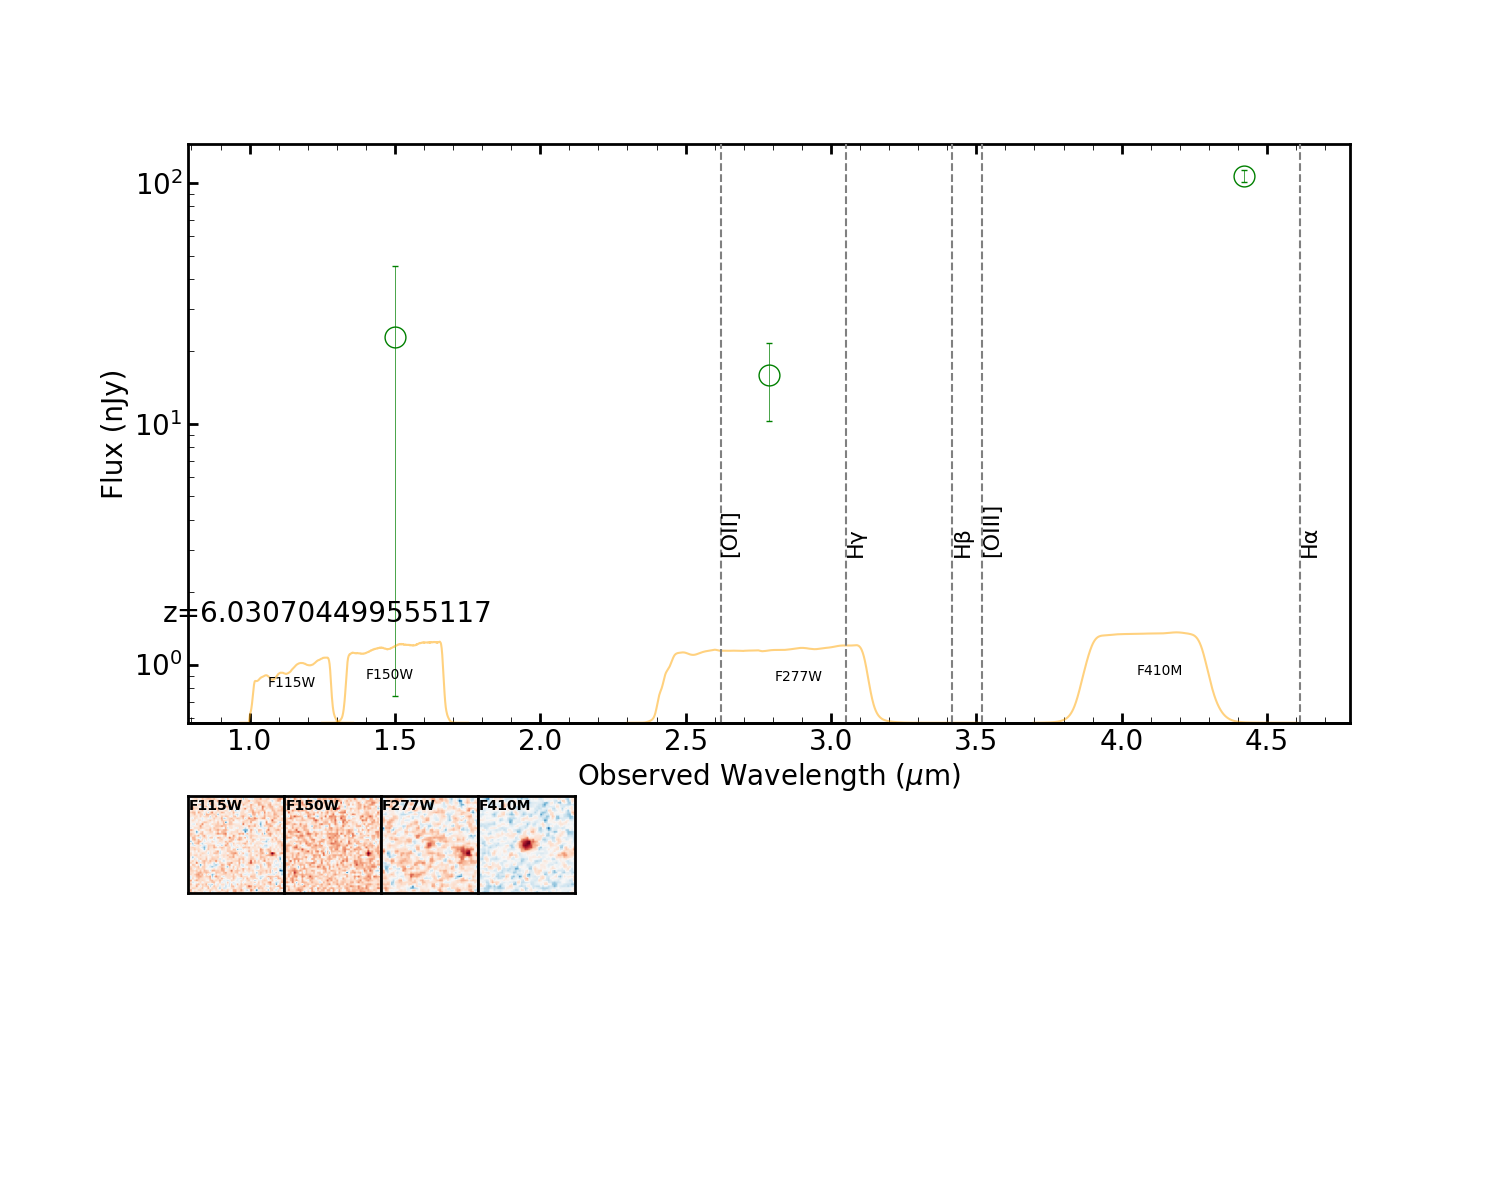 10²
10¹
10⁰
Flux (nJy)
[OII]
Hγ
Hβ
[OIII]
Hα
z=6.030704499555117
F115W
F150W
F277W
F410M
1.0 1.5 2.0 2.5 3.0 3.5 4.0 4.5
Observed Wavelength (μm)
F115W F150W F277W F410M